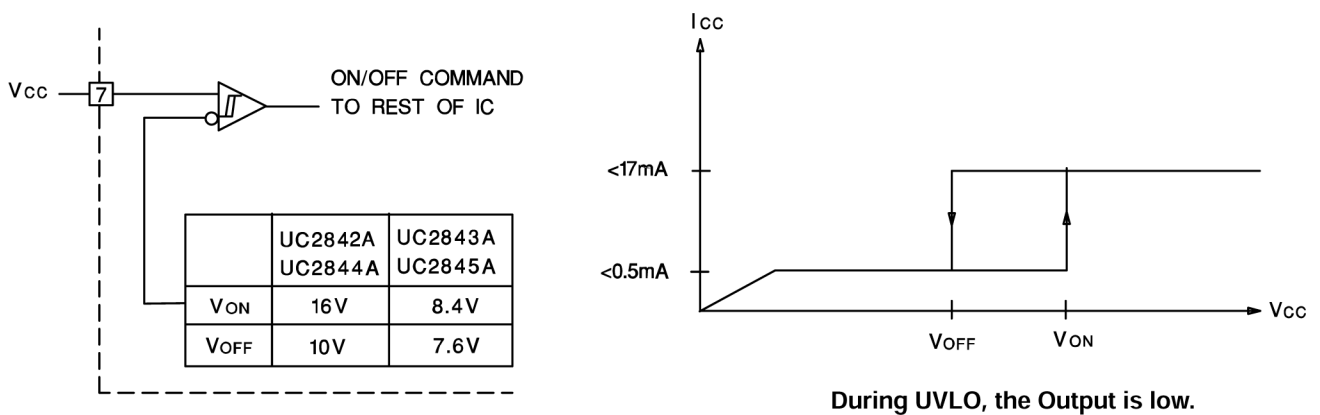 Vcc
7
ON/OFF COMMAND
TO REST OF IC
UC2842A
UC2844A
UC2843A
UC2845A
VON
16V
8.4V
VOFF
10V
7.6V
Icc
<17mA
<0.5mA
VOFF
VON
Vcc
During UVLO, the Output is low.